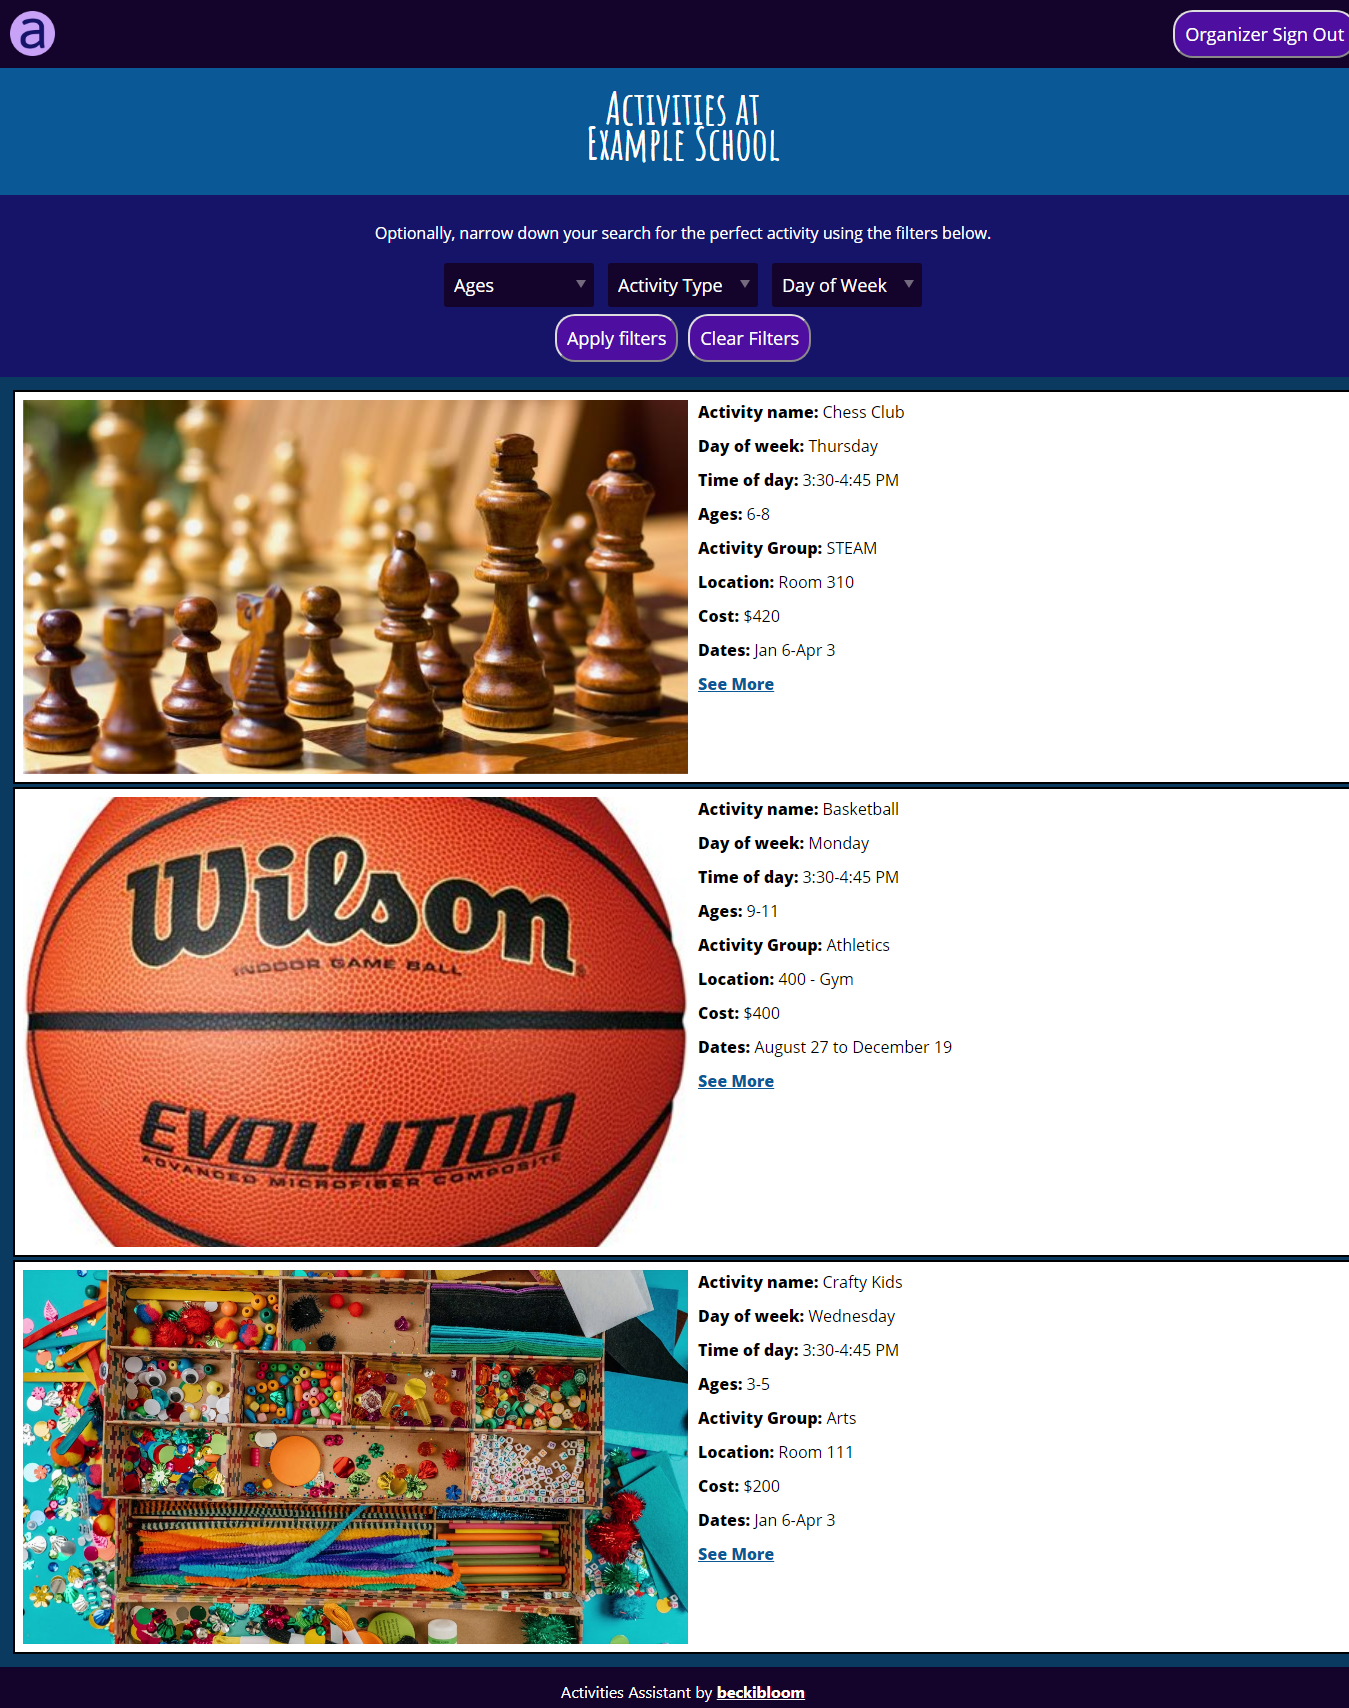 a
Organizer Sign Out
Activities at
Example School
Optionally, narrow down your search for the perfect activity using the filters below.
Ages
Activity Type
Day of Week
Apply filters
Clear Filters
Activity name: Chess Club
Day of week: Thursday
Time of day: 3:30-4:45 PM
Ages: 6-8
Activity Group: STEAM
Location: Room 310
Cost: $420
Dates: Jan 6-Apr 3
See More
Wilson
INDOOR GAME BALL
EVOLUTION
ADVANCED MICROFIBER COMPOSITE
Activity name: Basketball
Day of week: Monday
Time of day: 3:30-4:45 PM
Ages: 9-11
Activity Group: Athletics
Location: 400 - Gym
Cost: $400
Dates: August 27 to December 19
See More
Activity name: Crafty Kids
Day of week: Wednesday
Time of day: 3:30-4:45 PM
Ages: 3-5
Activity Group: Arts
Location: Room 111
Cost: $200
Dates: Jan 6-Apr 3
See More
Activities Assistant by beckibloom